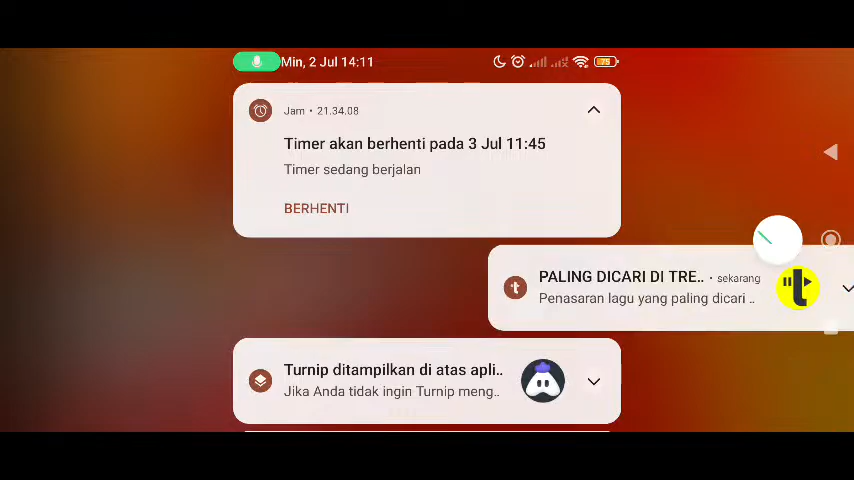 Min, 2 Jul 14:11
75
Jam • 21.34.08
Timer akan berhenti pada 3 Jul 11:45
Timer sedang berjalan
BERHENTI
PALING DICARI DI TRE.. • sekarang
Penasaran lagu yang paling dicari ..
Turnip ditampilkan di atas apli..
Jika Anda tidak ingin Turnip meng..